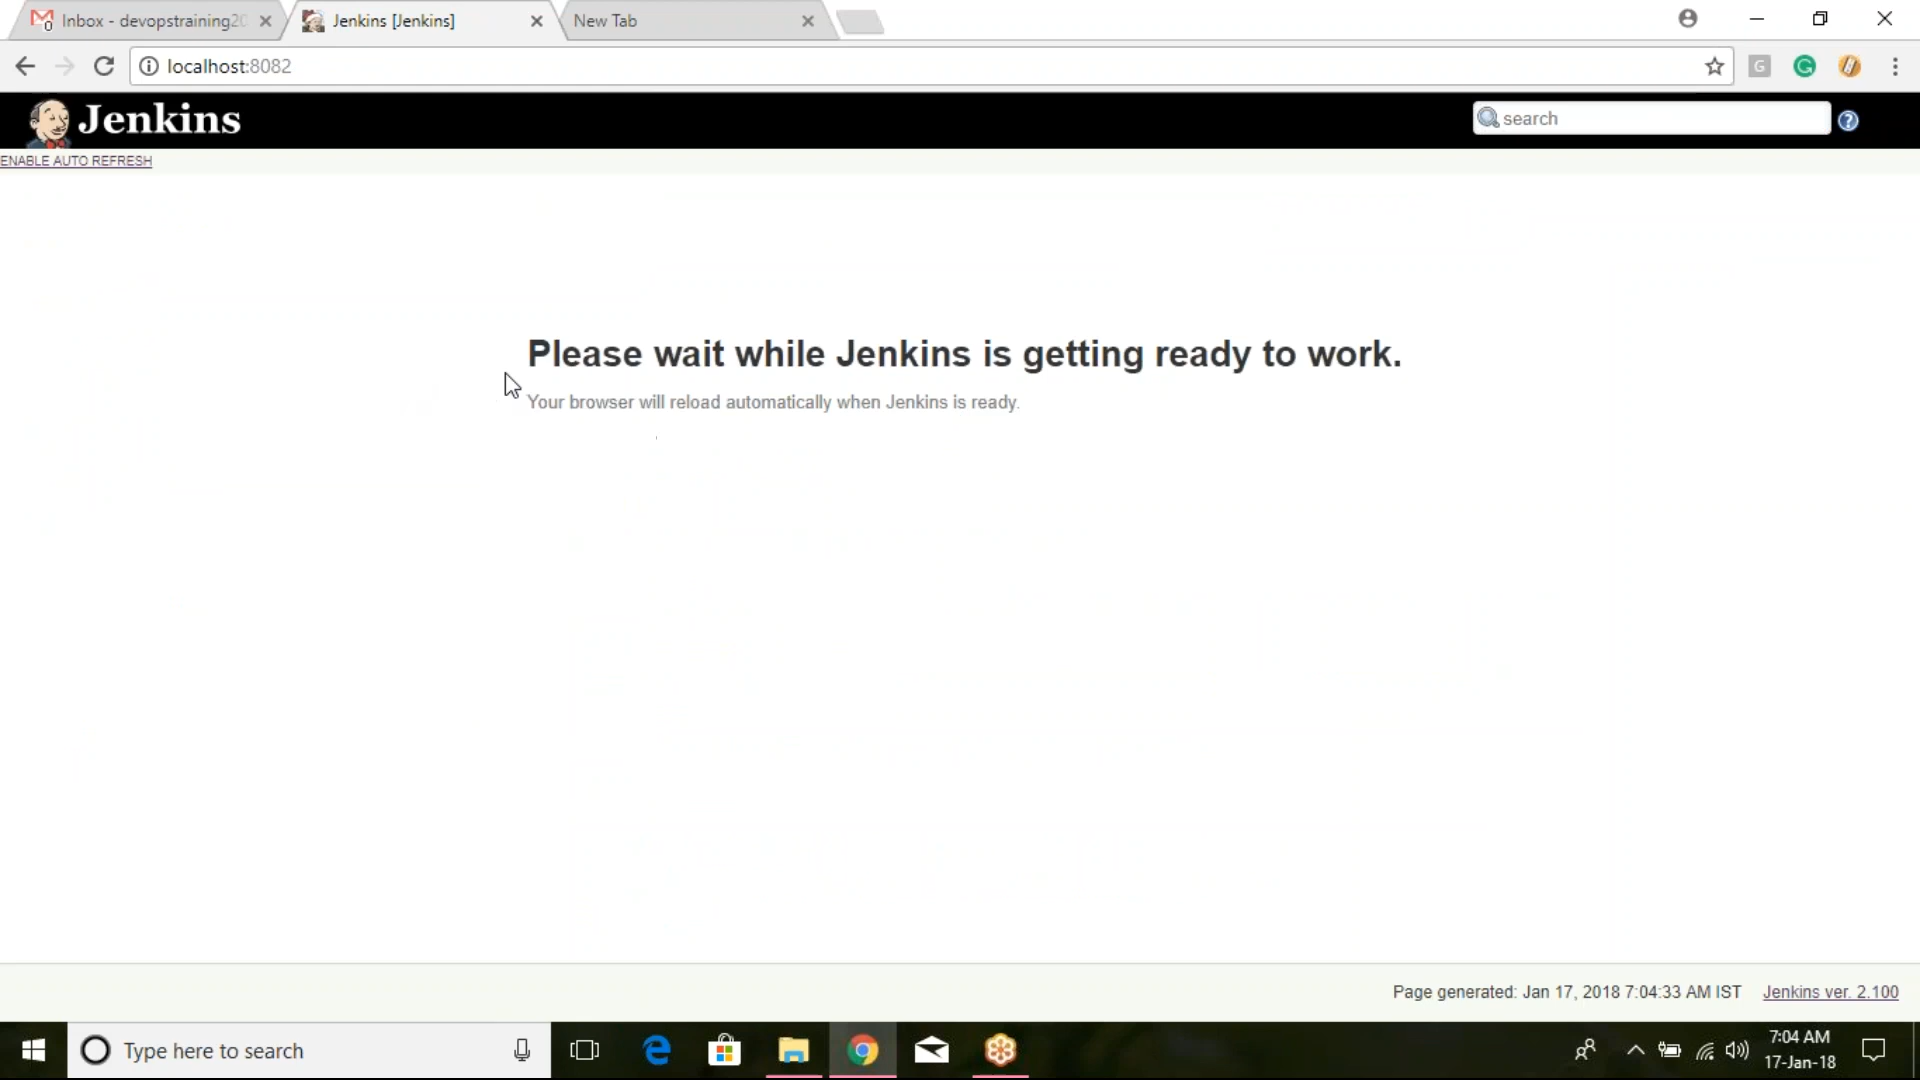 Inbox - devopstraining20
Jenkins [Jenkins]
New Tab
localhost:8082
Jenkins
search
ENABLE AUTO REFRESH
Please wait while Jenkins is getting ready to work.
Your browser will reload automatically when Jenkins is ready.
Page generated: Jan 17, 2018 7:04:33 AM IST
Jenkins ver. 2.100
Type here to search
7:04 AM
17-Jan-18